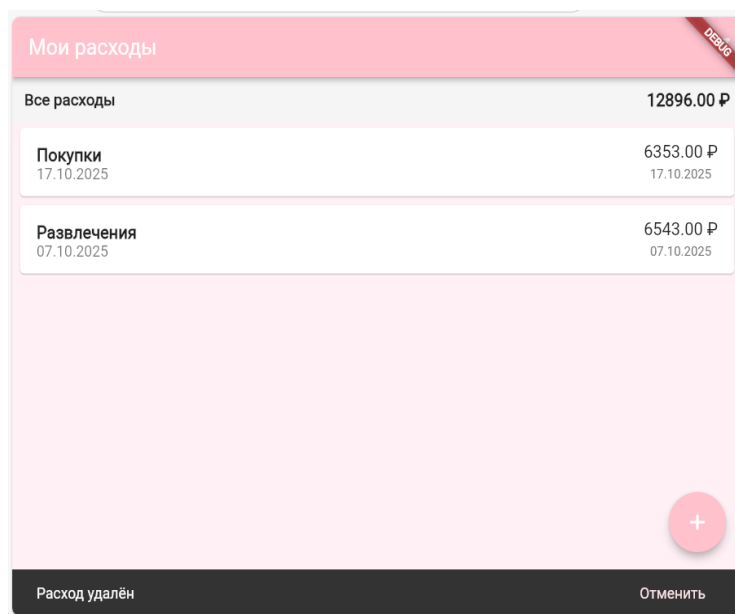 Мои расходы
DEBUG
Все расходы 12896.00 ₽
Покупки 6353.00 ₽
17.10.2025 17.10.2025
Развлечения 6543.00 ₽
07.10.2025 07.10.2025
+
Расход удалён Отменить